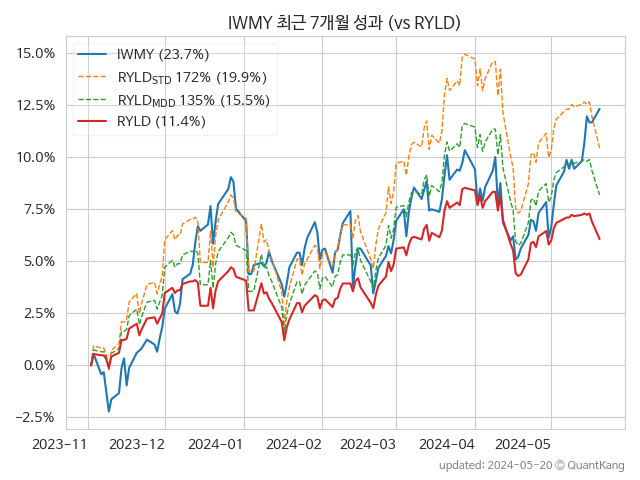 IWMY 최근 7개월 성과 (vs RYLD)
IWMY (23.7%)
RYLD_STD 172% (19.9%)
RYLD_MDD 135% (15.5%)
RYLD (11.4%)
15.0%
12.5%
10.0%
7.5%
5.0%
2.5%
0.0%
−2.5%
2023−11 2023−12 2024−01 2024−02 2024−03 2024−04 2024−05
updated: 2024-05-20 © QuantKang